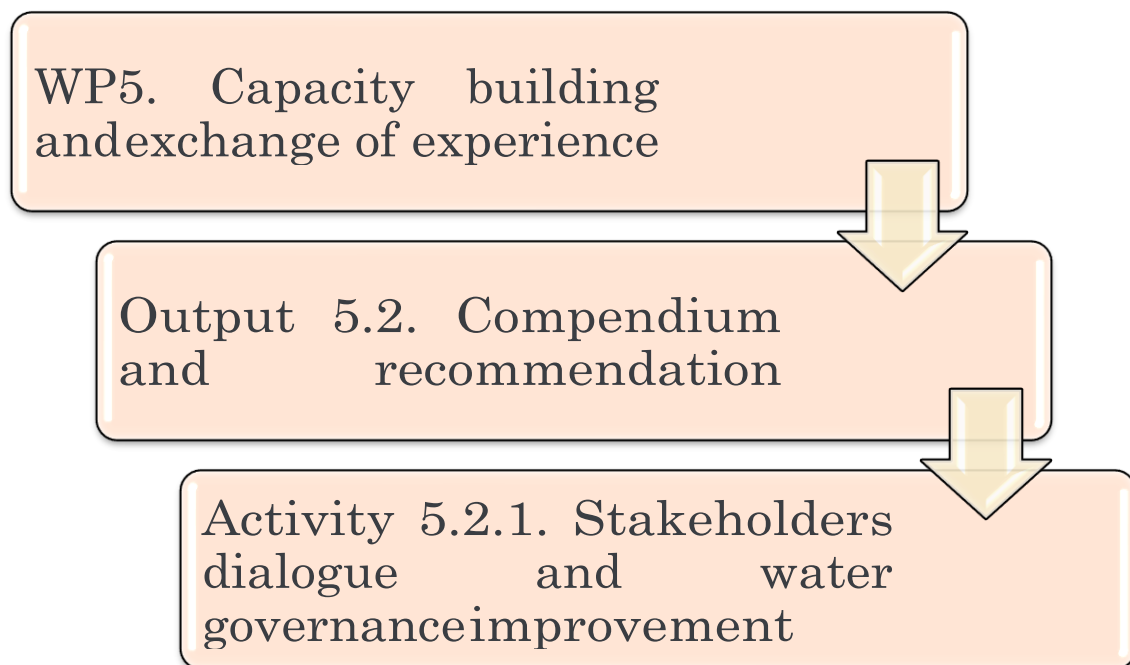 WP5. Capacity building
andexchange of experience
Output 5.2. Compendium
and recommendation
Activity 5.2.1. Stakeholders
dialogue and water
governanceimprovement